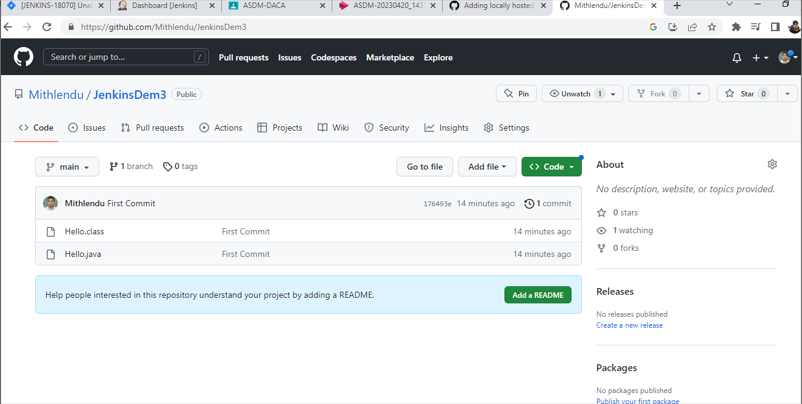 [JENKINS-18070] Unal
Dashboard [Jenkins]
ASDM-DACA
ASDM-20230420_143
Adding locally hosted
Mithlendu/JenkinsDem
https://github.com/Mithlendu/JenkinsDem3
Search or jump to...
/
Pull requests
Issues
Codespaces
Marketplace
Explore
Mithlendu / JenkinsDem3
Public
Pin
Unwatch 1
Fork 0
Star 0
Code
Issues
Pull requests
Actions
Projects
Wiki
Security
Insights
Settings
main
1 branch
0 tags
Go to file
Add file
Code
Mithlendu First Commit
176493e 14 minutes ago
1 commit
Hello.class
First Commit
14 minutes ago
Hello.java
First Commit
14 minutes ago
Help people interested in this repository understand your project by adding a README.
Add a README
About
No description, website, or topics provided.
0 stars
1 watching
0 forks
Releases
No releases published
Create a new release
Packages
No packages published
Publish your first package